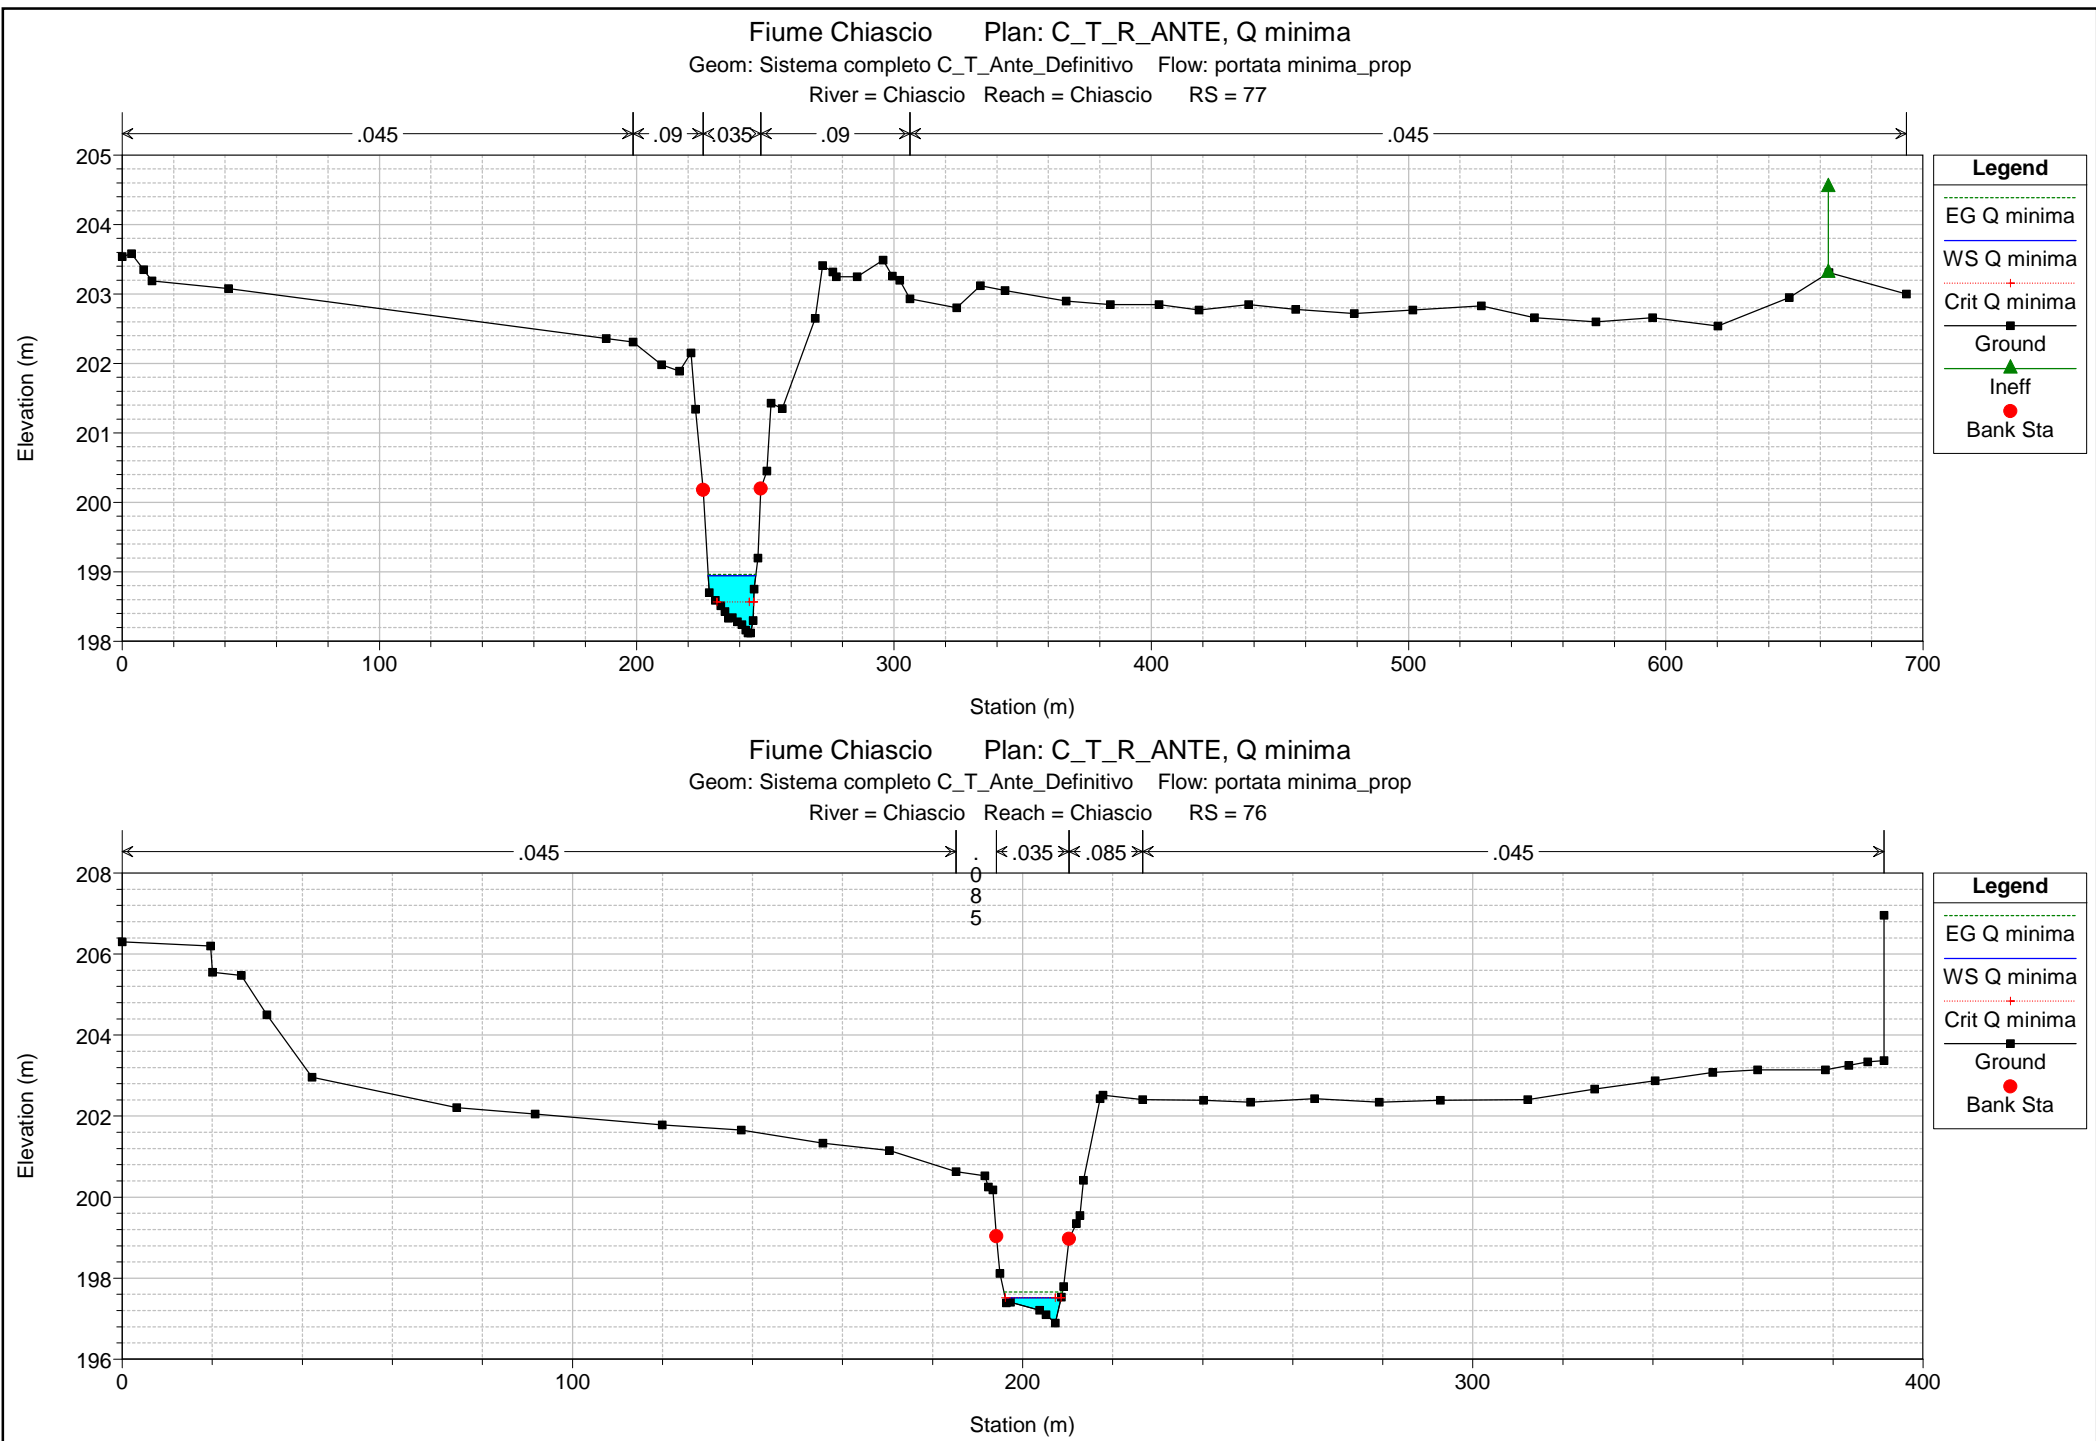 Fiume Chiascio Plan: C_T_R_ANTE, Q minima
Geom: Sistema completo C_T_Ante_Definitivo Flow: portata minima_prop
River = Chiascio Reach = Chiascio RS = 77
.045 .09 .035 .09 .045
205
204
203
202
201
200
199
198
Elevation (m)
0 100 200 300 400 500 600 700
Station (m)
Legend
EG Q minima
WS Q minima
Crit Q minima
Ground
Ineff
Bank Sta
Fiume Chiascio Plan: C_T_R_ANTE, Q minima
Geom: Sistema completo C_T_Ante_Definitivo Flow: portata minima_prop
River = Chiascio Reach = Chiascio RS = 76
.045 .085 .035 .085 .045
208
206
204
202
200
198
196
Elevation (m)
0 100 200 300 400
Station (m)
Legend
EG Q minima
WS Q minima
Crit Q minima
Ground
Bank Sta